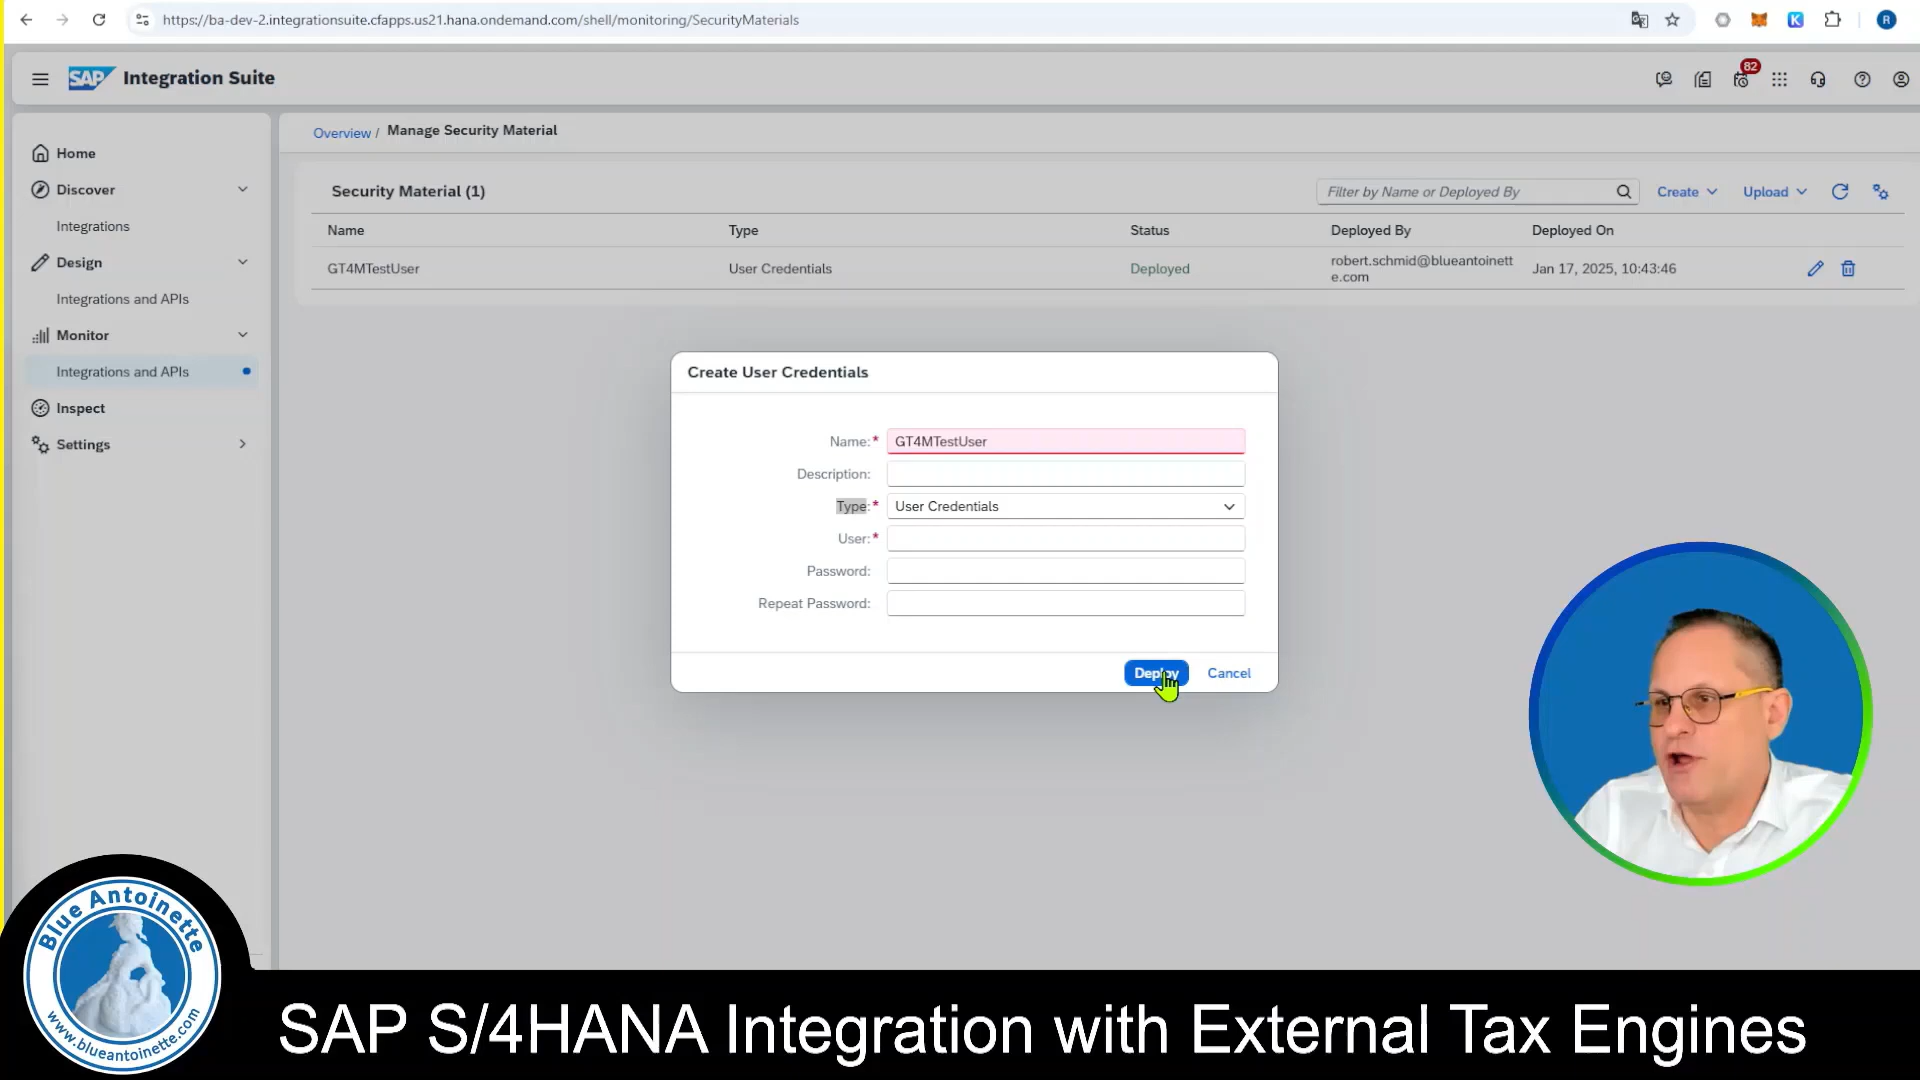 https://ba-dev-2.integrationsuite.cfapps.us21.hana.ondemand.com/shell/monitoring/SecurityMaterials
K
R
SAP Integration Suite
82
Home
Discover
Integrations
Design
Integrations and APIs
Monitor
Integrations and APIs
Inspect
Settings
Overview / Manage Security Material
Security Material (1)
Filter by Name or Deployed By
Create
Upload
Name Type Status Deployed By Deployed On
GT4MTestUser User Credentials Deployed robert.schmid@blueantoinett
e.com Jan 17, 2025, 10:43:46
Create User Credentials
Name:* GT4MTestUser
Description:
Type:* User Credentials
User:*
Password:
Repeat Password:
Deploy Cancel
Blue Antoinette
www.blueantoinette.com
SAP S/4HANA Integration with External Tax Engines